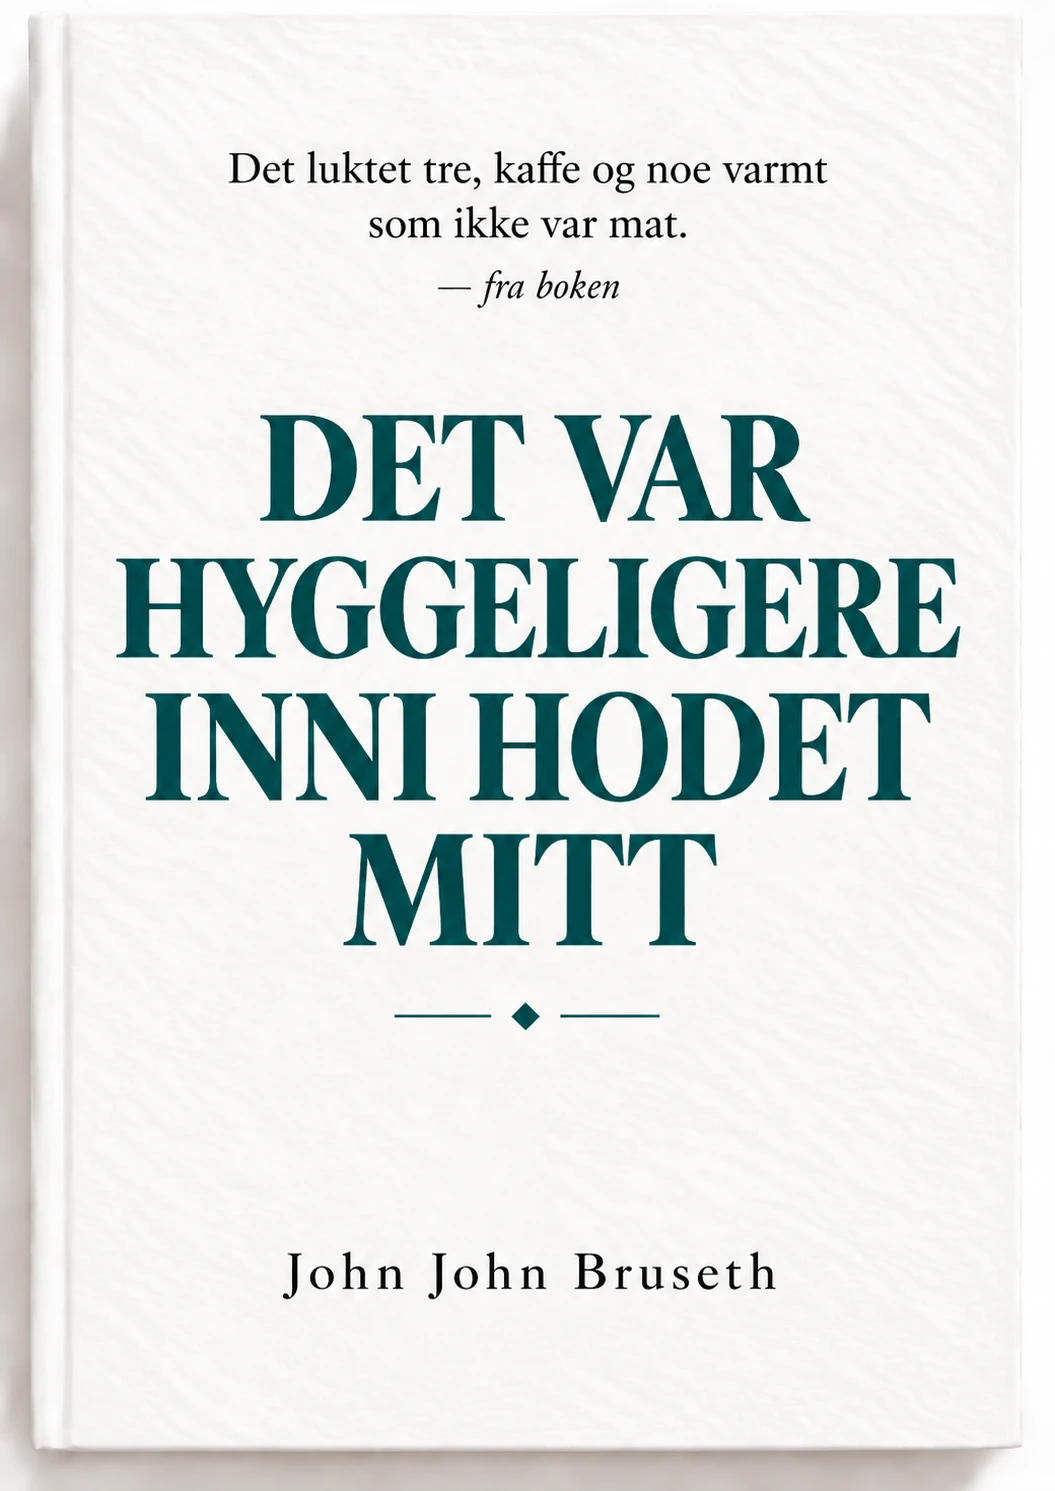 Det luktet tre, kaffe og noe varmt
som ikke var mat.
— fra boken
DET VAR
HYGGELIGERE
INNI HODET
MITT
John John Bruseth